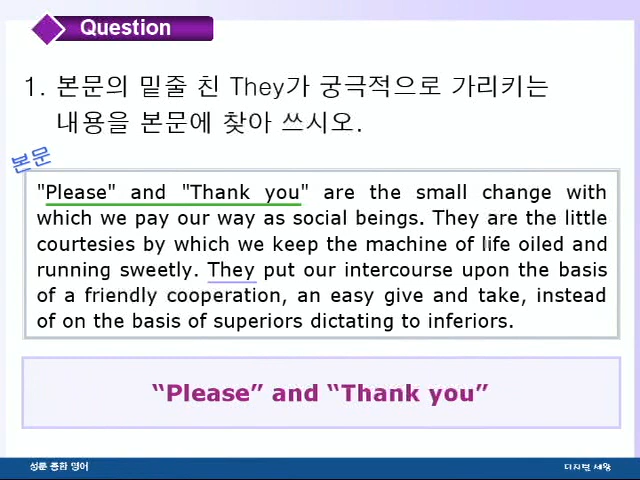 Question
1. 본문의 밑줄 친 They가 궁극적으로 가리키는
내용을 본문에 찾아 쓰시오.
본문
"Please" and "Thank you" are the small change with
which we pay our way as social beings. They are the little
courtesies by which we keep the machine of life oiled and
running sweetly. They put our intercourse upon the basis
of a friendly cooperation, an easy give and take, instead
of on the basis of superiors dictating to inferiors.
“Please” and “Thank you”
성문 종합 영어
디지털 세움